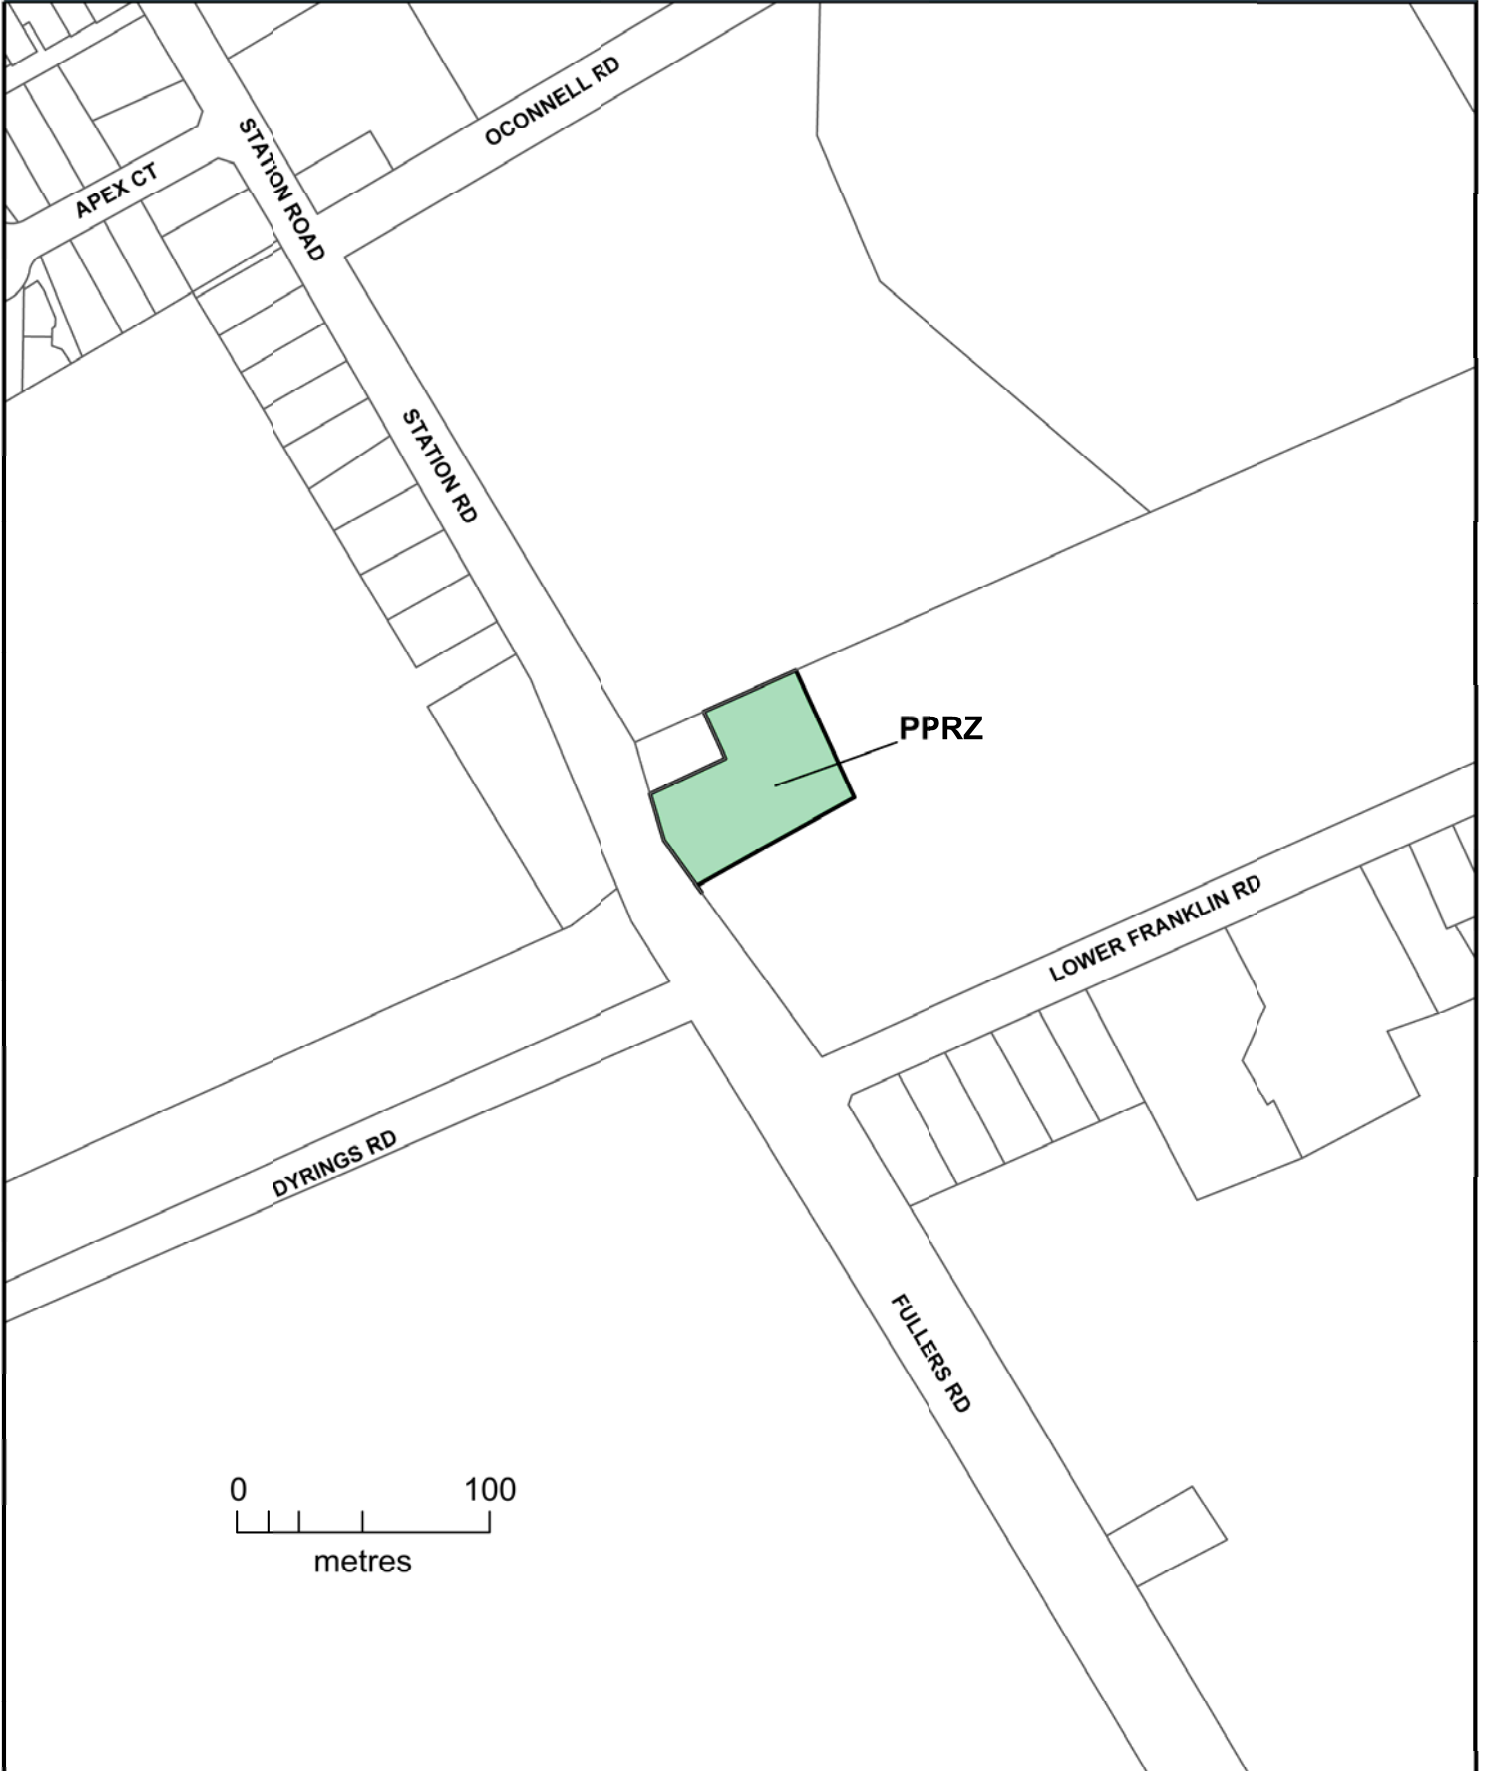 OCONNELL RD
STATION ROAD
APEX CT
STATION RD
PPRZ
LOWER FRANKLIN RD
DYRINGS RD
FULLERS RD
0 100
metres